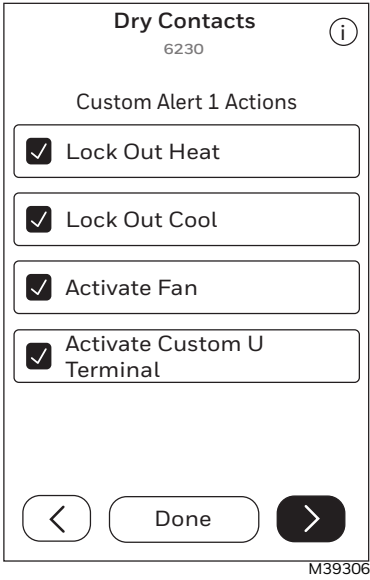 Dry Contacts
i
6230
Custom Alert 1 Actions
Lock Out Heat
Lock Out Cool
Activate Fan
Activate Custom U
Terminal
Done
M39306